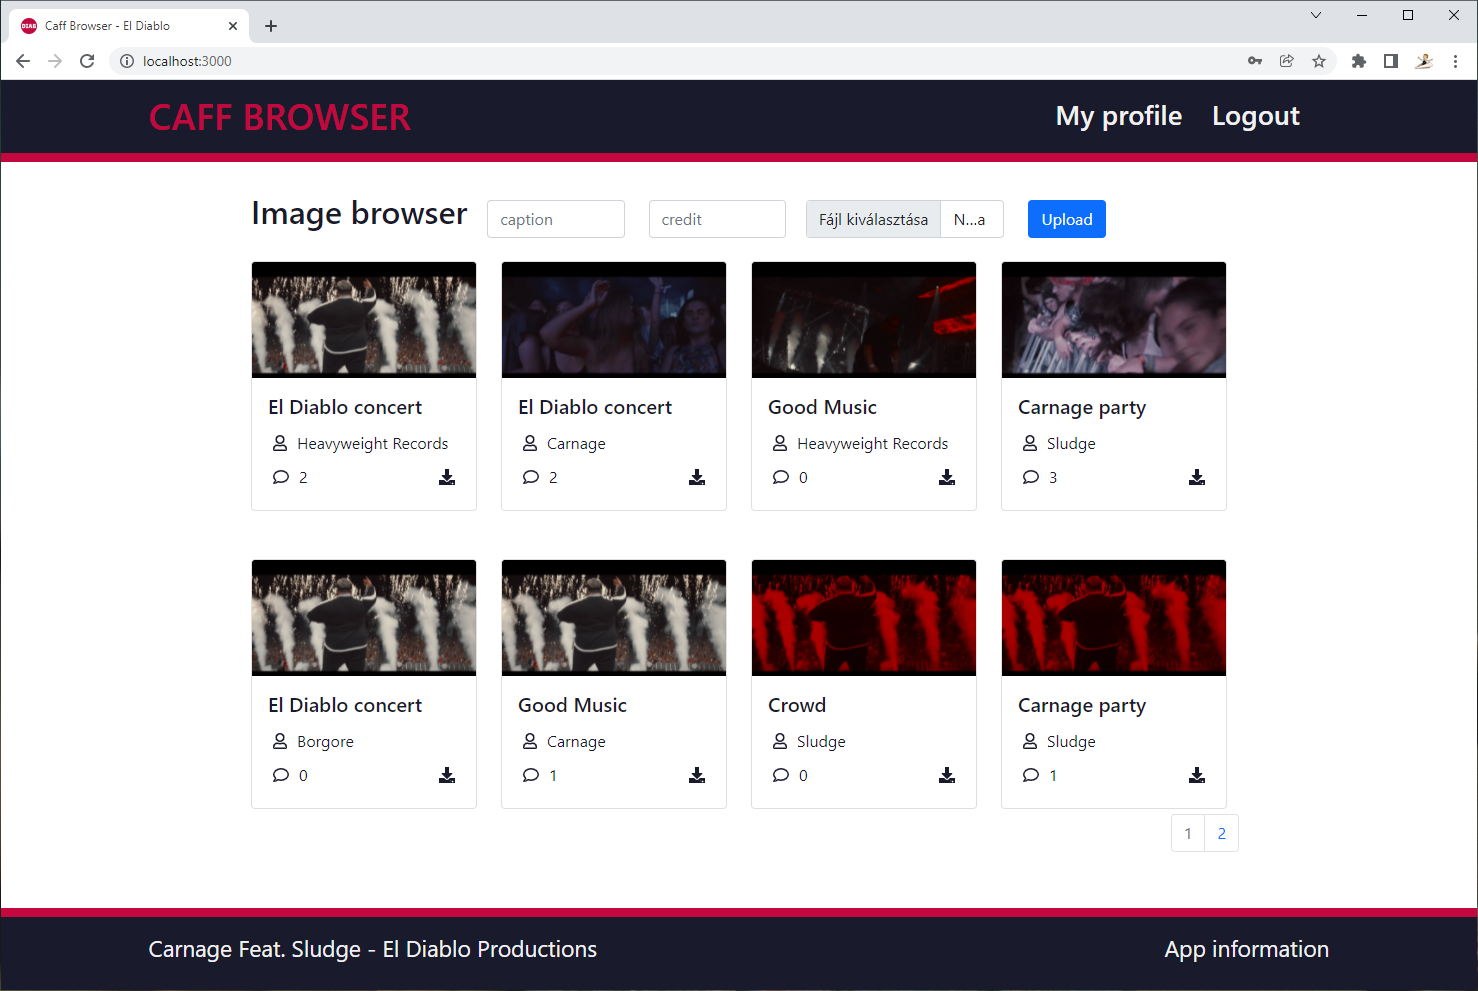 DIAB
Caff Browser - El Diablo
localhost:3000
CAFF BROWSER
My profile
Logout
Image browser
caption
credit
Fájl kiválasztása
N...a
Upload
El Diablo concert
Heavyweight Records
2
El Diablo concert
Carnage
2
Good Music
Heavyweight Records
0
Carnage party
Sludge
3
El Diablo concert
Borgore
0
Good Music
Carnage
1
Crowd
Sludge
0
Carnage party
Sludge
1
1
2
Carnage Feat. Sludge - El Diablo Productions
App information